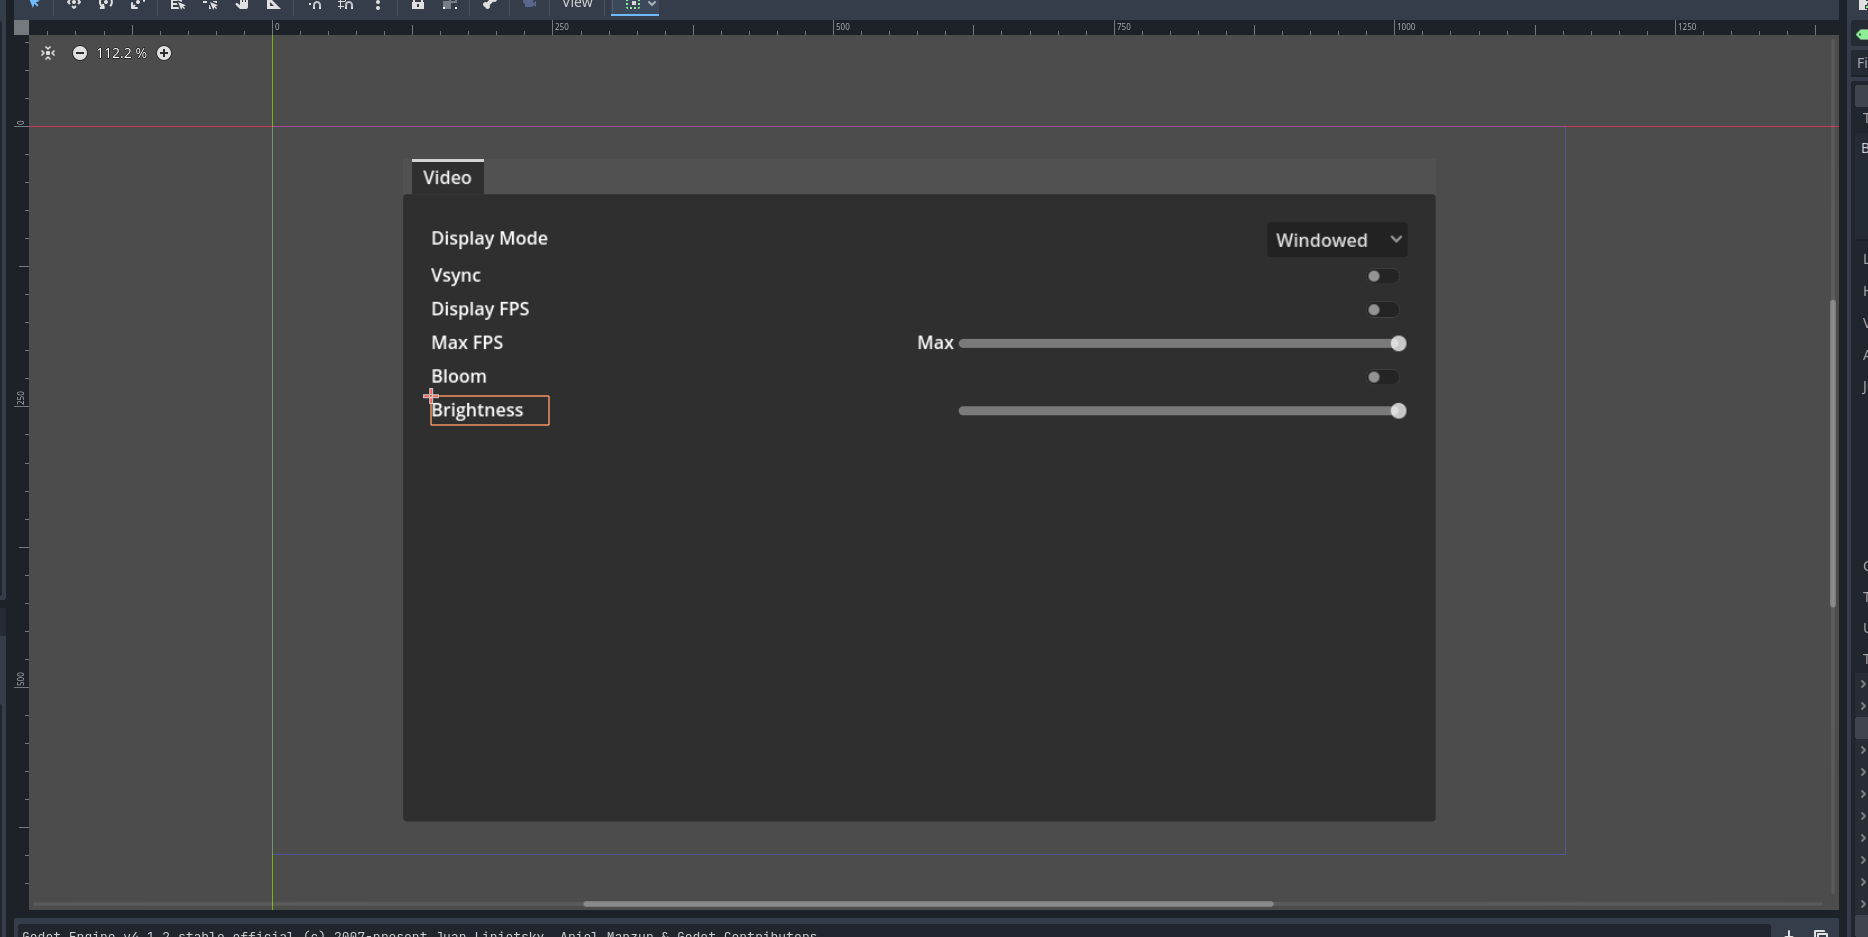 View
0 250 500 750 1000 1250
112.2 %
Fi
0
Video
Display Mode Windowed
Vsync
Display FPS
Max FPS Max
Bloom
250
Brightness
500
Godot Engine v4.1.2.stable.official (c) 2007-present Juan Linietsky, Ariel Manzur & Godot Contributors.